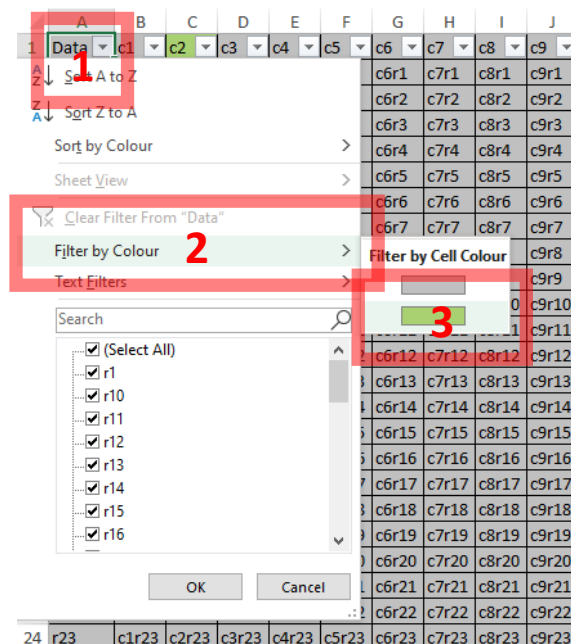 A B C D E F G H I J
1 Data c1 c2 c3 c4 c5 c6 c7 c8 c9
1
Sort A to Z c6r1 c7r1 c8r1 c9r1
c6r2 c7r2 c8r2 c9r2
Sort Z to A c6r3 c7r3 c8r3 c9r3
Sort by Colour c6r4 c7r4 c8r4 c9r4
Sheet View c6r5 c7r5 c8r5 c9r5
c6r6 c7r6 c8r6 c9r6
Clear Filter From "Data" c6r7 c7r7 c8r7 c9r7
Filter by Colour 2 Filter by Cell Colour c9r8
Text Filters c9r9
Search 3 0 c9r10
1 c9r11
(Select All) c6r12 c7r12 c8r12 c9r12
r1 c6r13 c7r13 c8r13 c9r13
r10 c6r14 c7r14 c8r14 c9r14
r11 c6r15 c7r15 c8r15 c9r15
r12 c6r16 c7r16 c8r16 c9r16
r13 c6r17 c7r17 c8r17 c9r17
r14 c6r18 c7r18 c8r18 c9r18
r15 c6r19 c7r19 c8r19 c9r19
r16 c6r20 c7r20 c8r20 c9r20
OK Cancel c6r21 c7r21 c8r21 c9r21
c6r22 c7r22 c8r22 c9r22
24 r23 c1r23 c2r23 c3r23 c4r23 c5r23 c6r23 c7r23 c8r23 c9r23